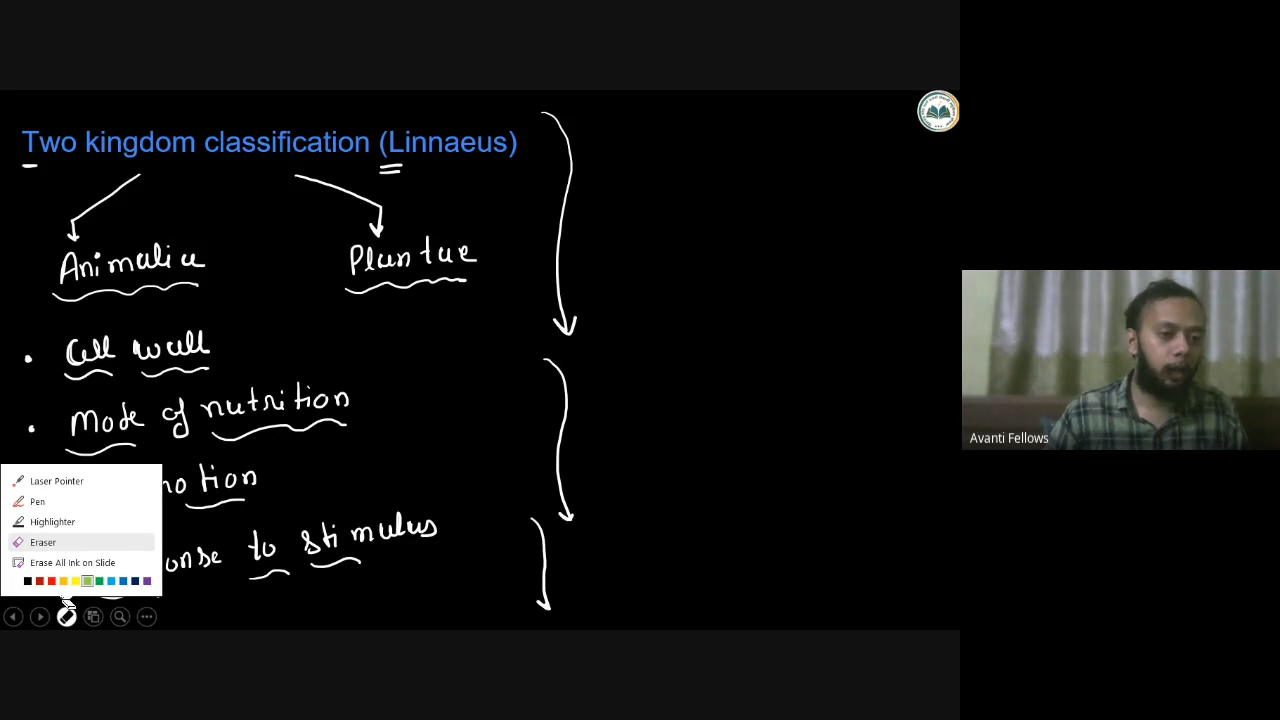 Two kingdom classification (Linnaeus)
Animalia Plantae
• Cell wall
• Mode of nutrition
otion
onse to stimulus
Laser Pointer
Pen
Highlighter
Eraser
Erase All Ink on Slide
Avanti Fellows